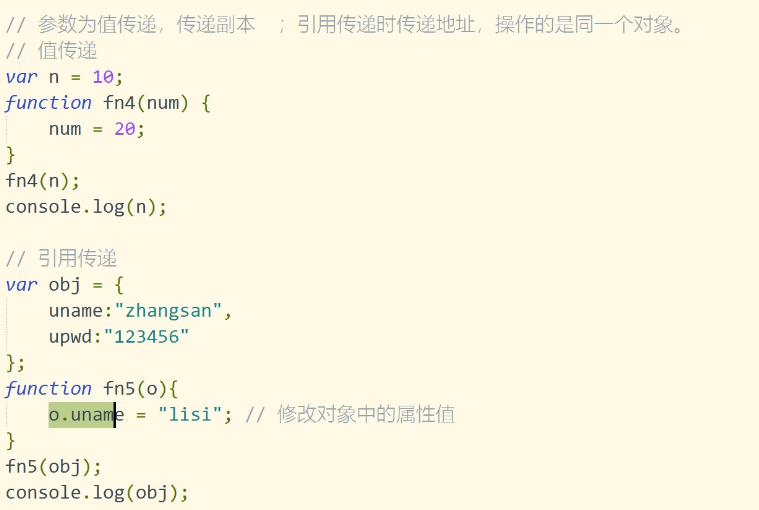 // 参数为值传递，传递副本   ；引用传递时传递地址，操作的是同一个对象。
// 值传递
var n = 10;
function fn4(num) {
    num = 20;
}
fn4(n);
console.log(n);

// 引用传递
var obj = {
    uname:"zhangsan",
    upwd:"123456"
};
function fn5(o){
    o.uname = "lisi"; // 修改对象中的属性值
}
fn5(obj);
console.log(obj);